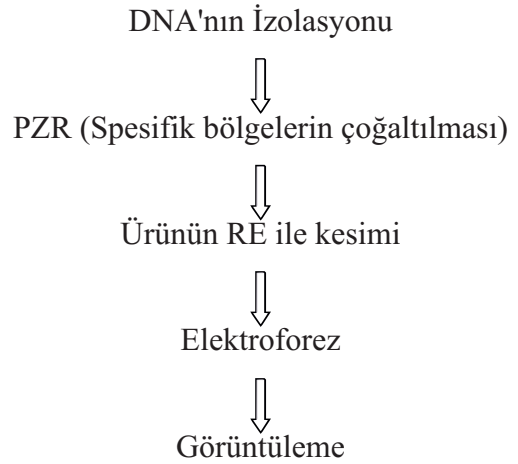 DNA'nın İzolasyonu
PZR (Spesifik bölgelerin çoğaltılması)
Ürünün RE ile kesimi
Elektroforez
Görüntüleme